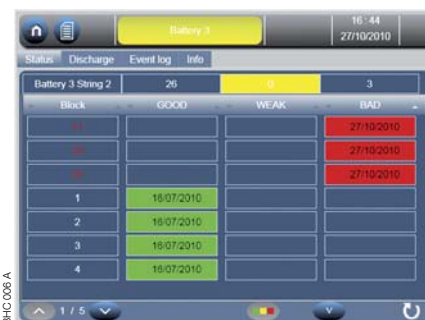 Battery 3
16:44
27/10/2010
Status Discharge Event log Info
Battery 3 String 2 26 0 3
Block GOOD WEAK BAD
27/10/2010
27/10/2010
27/10/2010
1 16/07/2010
2 16/07/2010
3 16/07/2010
4 16/07/2010
1 / 5